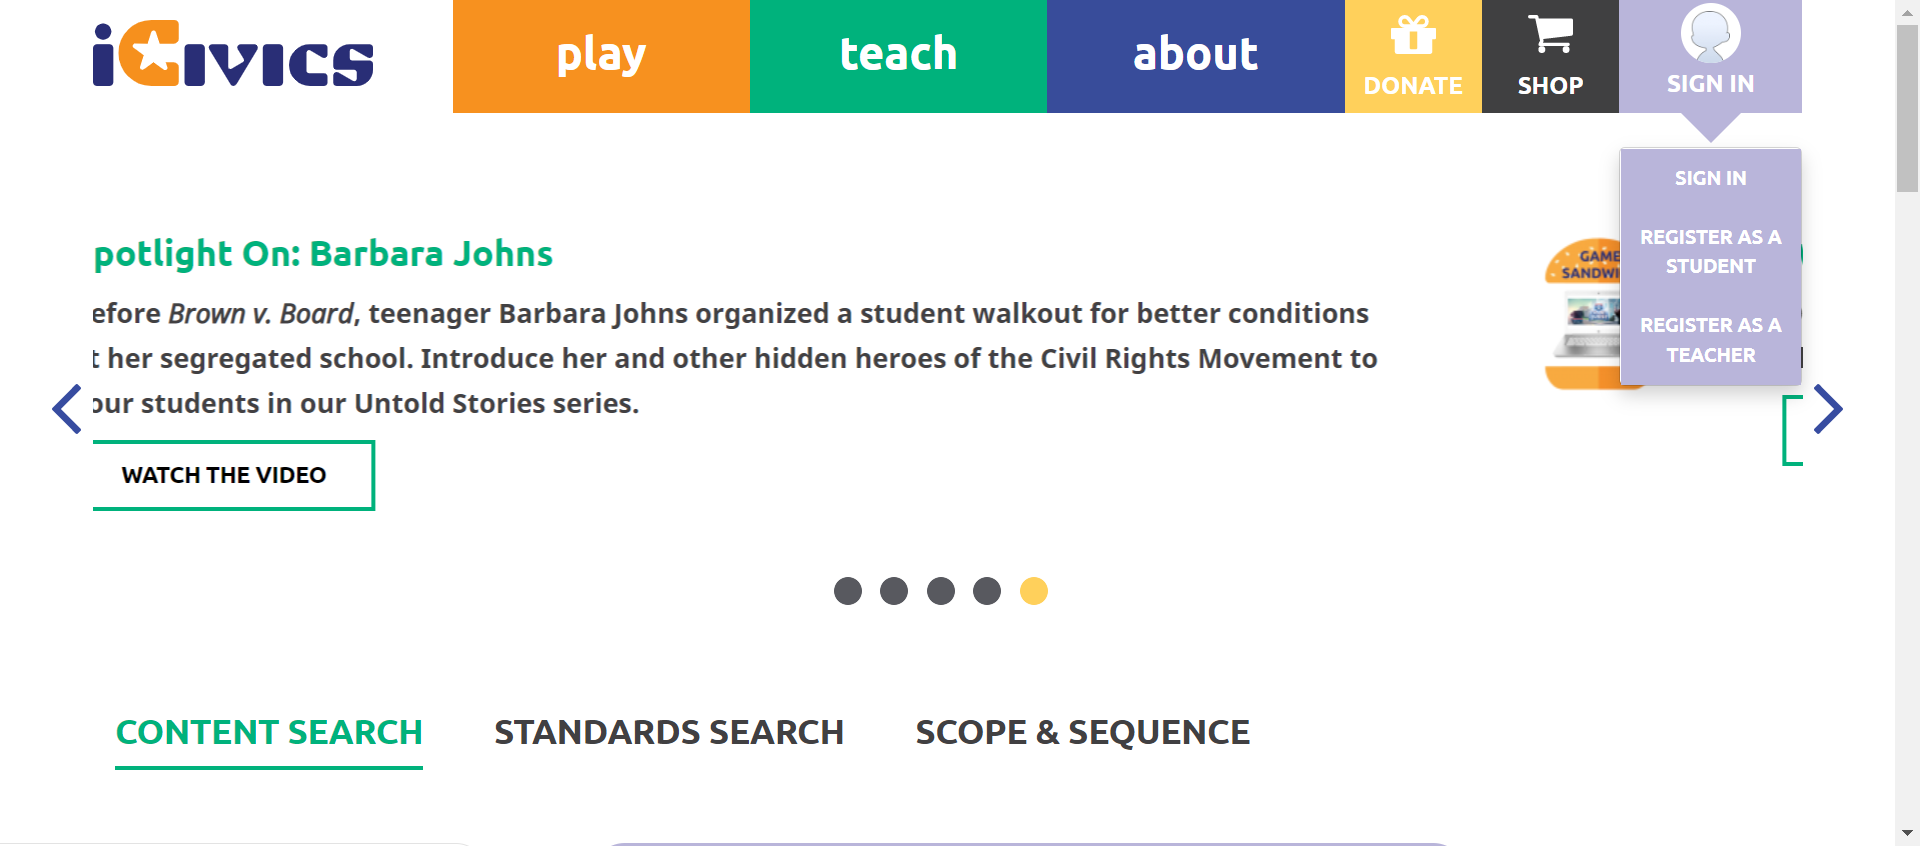 iCivics
play
teach
about
DONATE
SHOP
SIGN IN
SIGN IN
REGISTER AS A
STUDENT
REGISTER AS A
TEACHER
potlight On: Barbara Johns
efore Brown v. Board, teenager Barbara Johns organized a student walkout for better conditions
t her segregated school. Introduce her and other hidden heroes of the Civil Rights Movement to
our students in our Untold Stories series.
WATCH THE VIDEO
GAME
SANDWI
CONTENT SEARCH
STANDARDS SEARCH
SCOPE & SEQUENCE